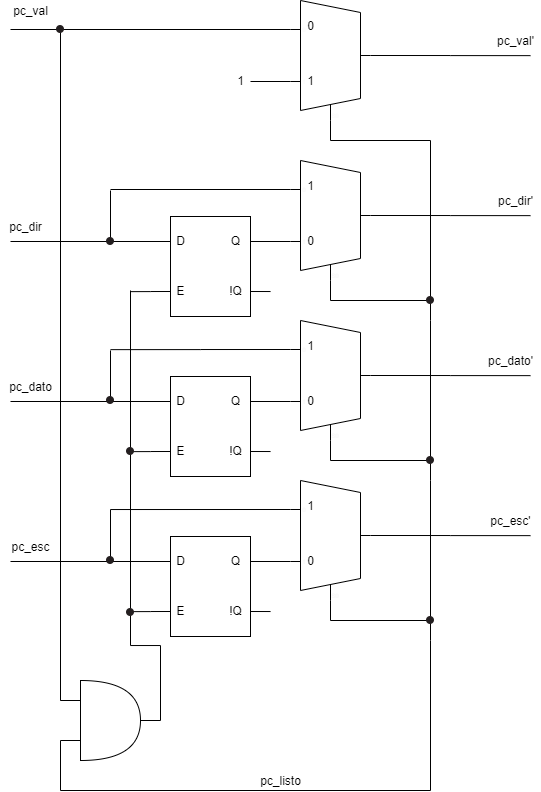 pc_val
0
pc_val'
1
1
1
pc_dir'
pc_dir
D
Q
0
E
!Q
1
pc_dato'
pc_dato
D
Q
0
E
!Q
1
pc_esc'
pc_esc
D
Q
0
E
!Q
pc_listo